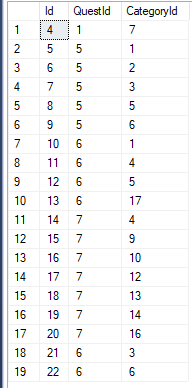 Id QuestId CategoryId
1 4 1 7
2 5 5 1
3 6 5 2
4 7 5 3
5 8 5 5
6 9 5 6
7 10 6 1
8 11 6 4
9 12 6 5
10 13 6 17
11 14 7 4
12 15 7 9
13 16 7 10
14 17 7 12
15 18 7 13
16 19 7 14
17 20 7 16
18 21 6 3
19 22 6 6